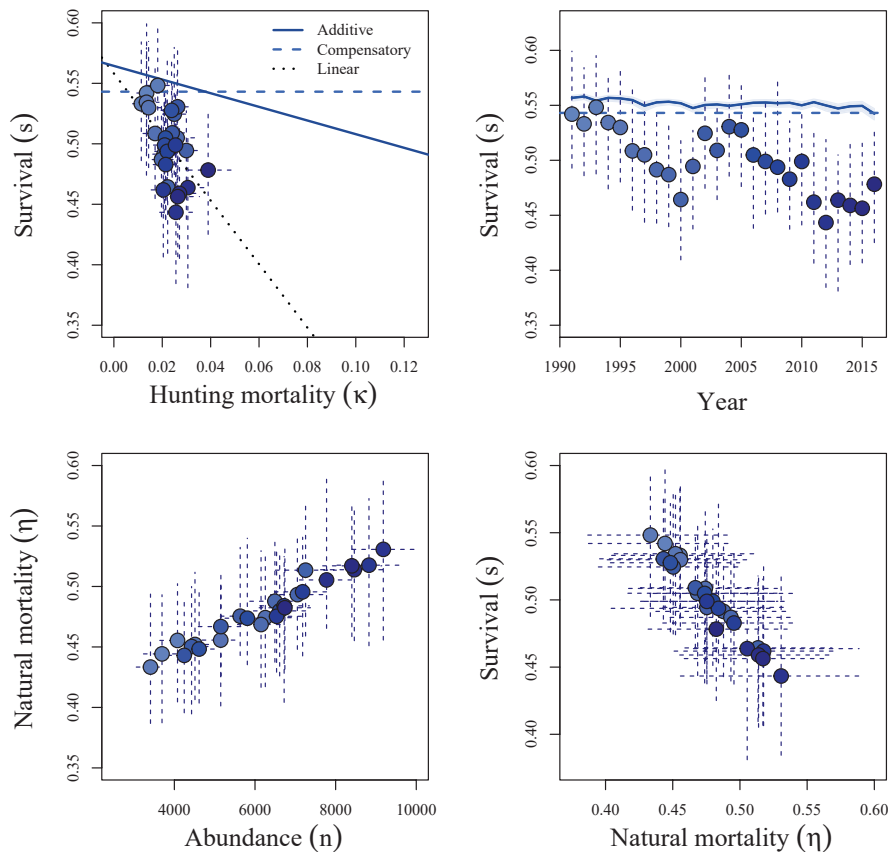 Additive
Compensatory
Linear
0.35 0.40 0.45 0.50 0.55 0.60
Survival (s)
0.00 0.02 0.04 0.06 0.08 0.10 0.12
Hunting mortality (κ)
0.35 0.40 0.45 0.50 0.55 0.60
Survival (s)
1990 1995 2000 2005 2010 2015
Year
0.35 0.40 0.45 0.50 0.55 0.60
Natural mortality (η)
4000 6000 8000 10000
Abundance (n)
0.40 0.45 0.50 0.55 0.60
Survival (s)
0.40 0.45 0.50 0.55 0.60
Natural mortality (η)